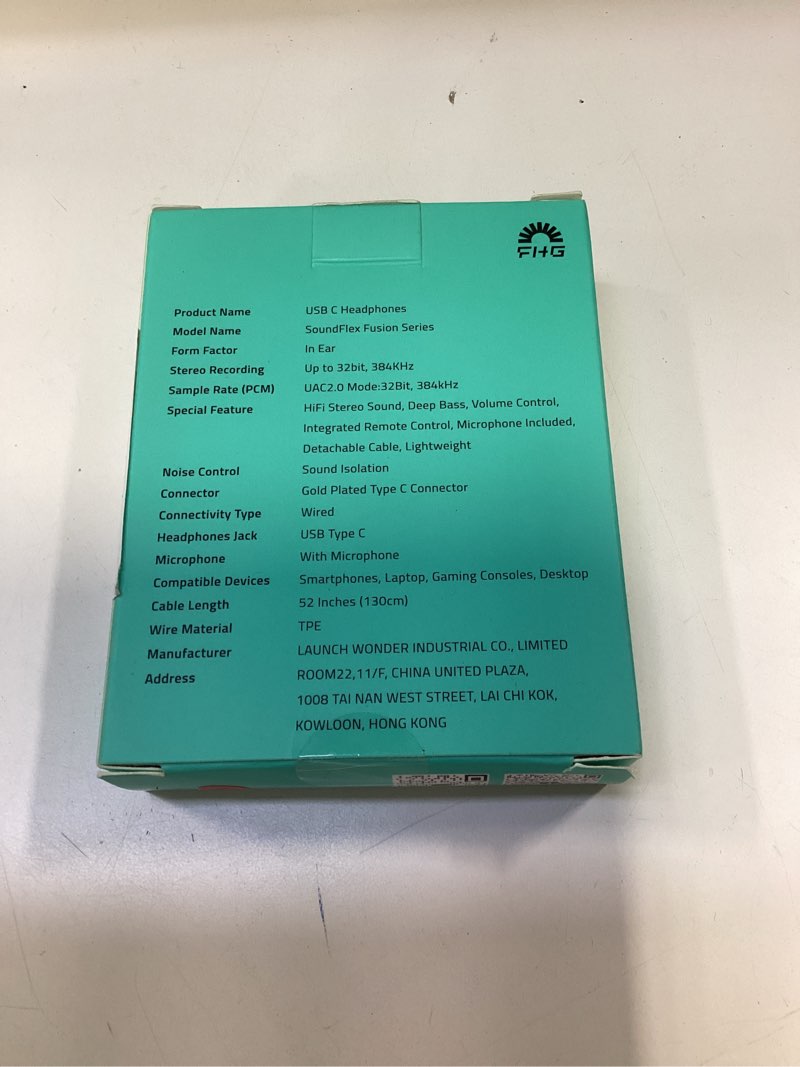 FHG
Product Name USB C Headphones
Model Name SoundFlex Fusion Series
Form Factor In Ear
Stereo Recording Up to 32bit, 384KHz
Sample Rate (PCM) UAC2.0 Mode:32Bit, 384kHz
Special Feature HiFi Stereo Sound, Deep Bass, Volume Control,
Integrated Remote Control, Microphone Included,
Detachable Cable, Lightweight
Noise Control Sound Isolation
Connector Gold Plated Type C Connector
Connectivity Type Wired
Headphones Jack USB Type C
Microphone With Microphone
Compatible Devices Smartphones, Laptop, Gaming Consoles, Desktop
Cable Length 52 Inches (130cm)
Wire Material TPE
Manufacturer LAUNCH WONDER INDUSTRIAL CO., LIMITED
Address ROOM22,11/F, CHINA UNITED PLAZA,
1008 TAI NAN WEST STREET, LAI CHI KOK,
KOWLOON, HONG KONG